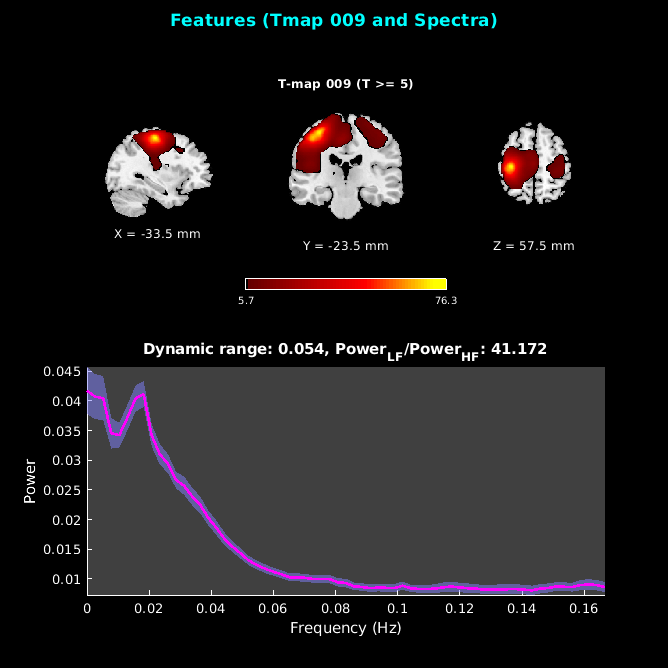 Features (Tmap 009 and Spectra)
T-map 009 (T >= 5)
X = -33.5 mm
Y = -23.5 mm
Z = 57.5 mm
5.7
76.3
Dynamic range: 0.054, PowerLF/PowerHF: 41.172
0.045
0.04
0.035
0.03
0.025
0.02
0.015
0.01
Power
0
0.02
0.04
0.06
0.08
0.1
0.12
0.14
0.16
Frequency (Hz)